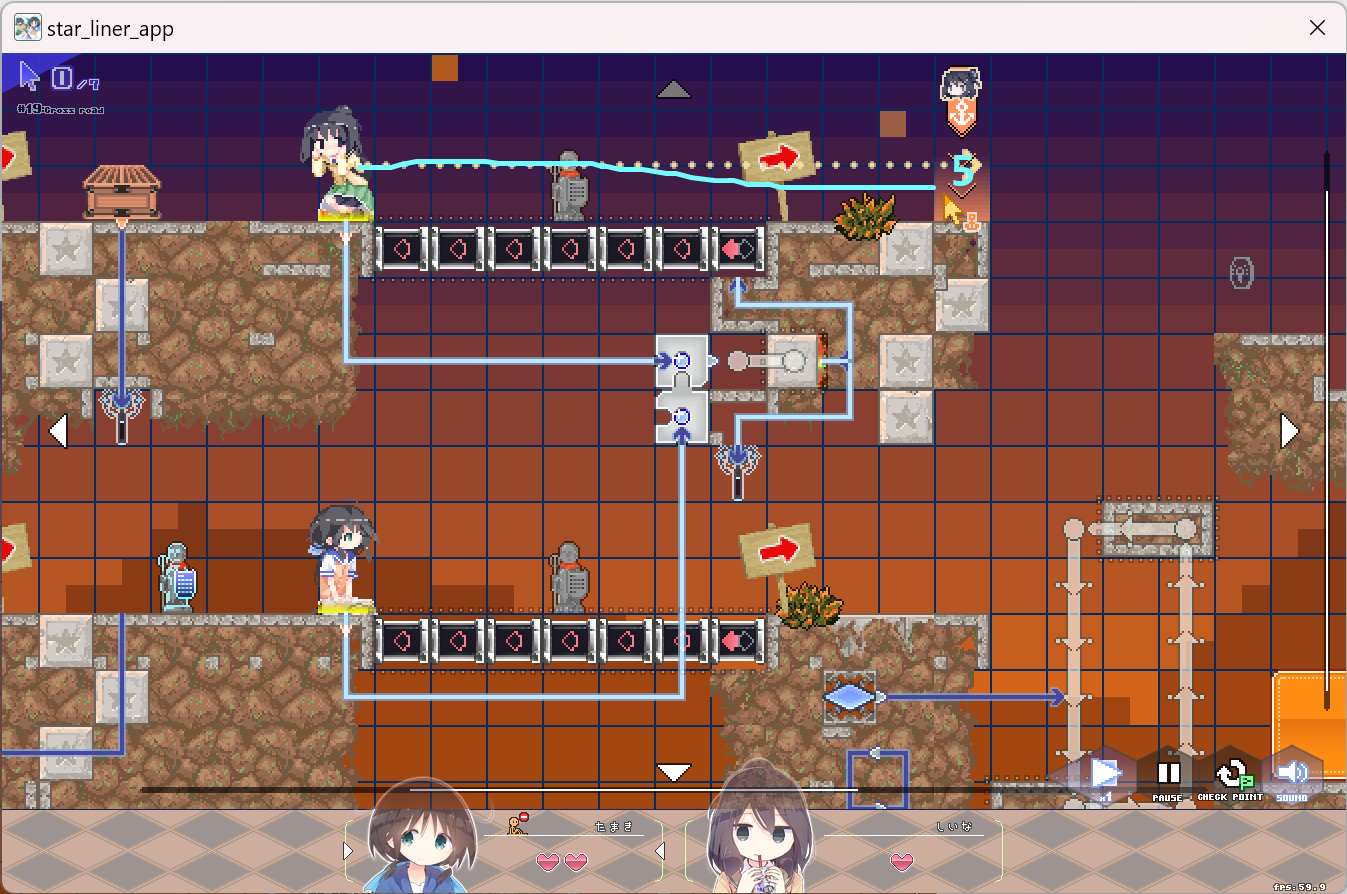 star_liner_app
0/7
#19:Cross road
5
x1
PAUSE
CHECK POINT
SOUND
たまき
しいな
fps:59.9